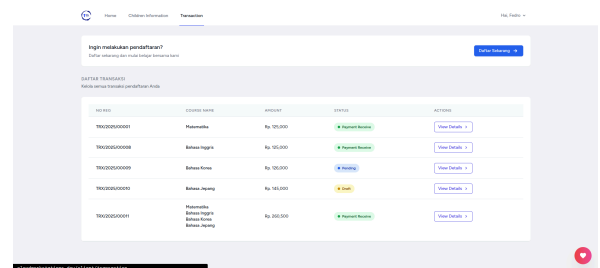 Home Children Information Transaction Hai, Fedro
Ingin melakukan pendaftaran?
Daftar sekarang dan mulai belajar bersama kami
Daftar Sekarang →
DAFTAR TRANSAKSI
Kelola semua transaksi pendaftaran Anda
NO REG COURSE NAME AMOUNT STATUS ACTIONS
TRX/2025/00001 Matematika Rp. 125,000 Payment Receive View Details >
TRX/2025/00008 Bahasa Inggris Rp. 125,000 Payment Receive View Details >
TRX/2025/00009 Bahasa Korea Rp. 126,000 Pending View Details >
TRX/2025/00010 Bahasa Jepang Rp. 145,000 Draft View Details >
Matematika
Bahasa Inggris
TRX/2025/00011 Rp. 260,500 Payment Receive View Details >
Bahasa Korea
Bahasa Jepang